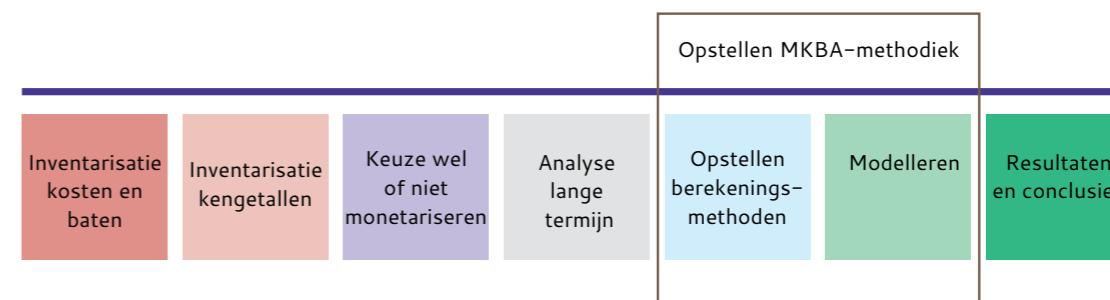 Opstellen MKBA-methodiek
Inventarisatie
kosten en
baten
Inventarisatie
kengetallen
Keuze wel
of niet
monetariseren
Analyse
lange
termijn
Opstellen
berekenings-
methoden
Modelleren
Resultaten
en conclusie